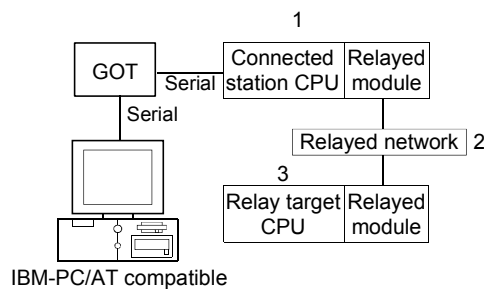 1
GOT
Serial
Connected
station CPU
Relayed
module
Serial
Relayed network
2
3
Relay target
CPU
Relayed
module
IBM-PC/AT compatible